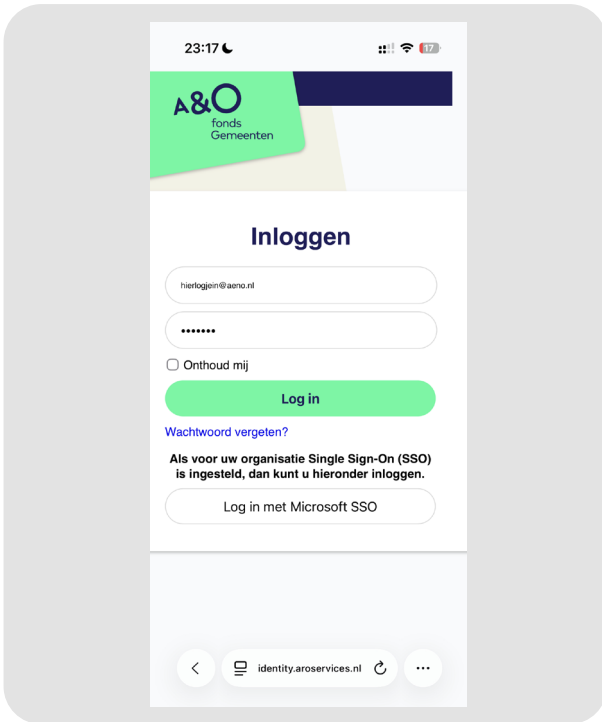 23:17
17
A&O
fonds
Gemeenten
Inloggen
hierlogjein@aeno.nl
•••••••
Onthoud mij
Log in
Wachtwoord vergeten?
Als voor uw organisatie Single Sign-On (SSO)
is ingesteld, dan kunt u hieronder inloggen.
Log in met Microsoft SSO
identity.aroservices.nl